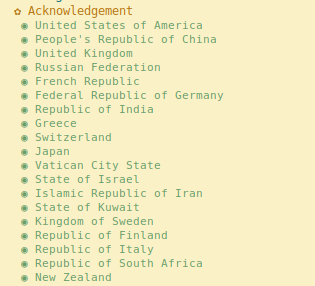 Acknowledgement
United States of America
People's Republic of China
United Kingdom
Russian Federation
French Republic
Federal Republic of Germany
Republic of India
Greece
Switzerland
Japan
Vatican City State
State of Israel
Islamic Republic of Iran
State of Kuwait
Kingdom of Sweden
Republic of Finland
Republic of Italy
Republic of South Africa
New Zealand